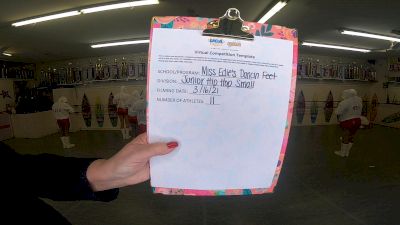 UCA
Virtual Competition Template
SCHOOL/PROGRAM: Miss Edie's Dancin Feet
DIVISION: Junior Hip Hop Small
FILMING DATE: 3/16/21
NUMBER OF ATHLETES: 11